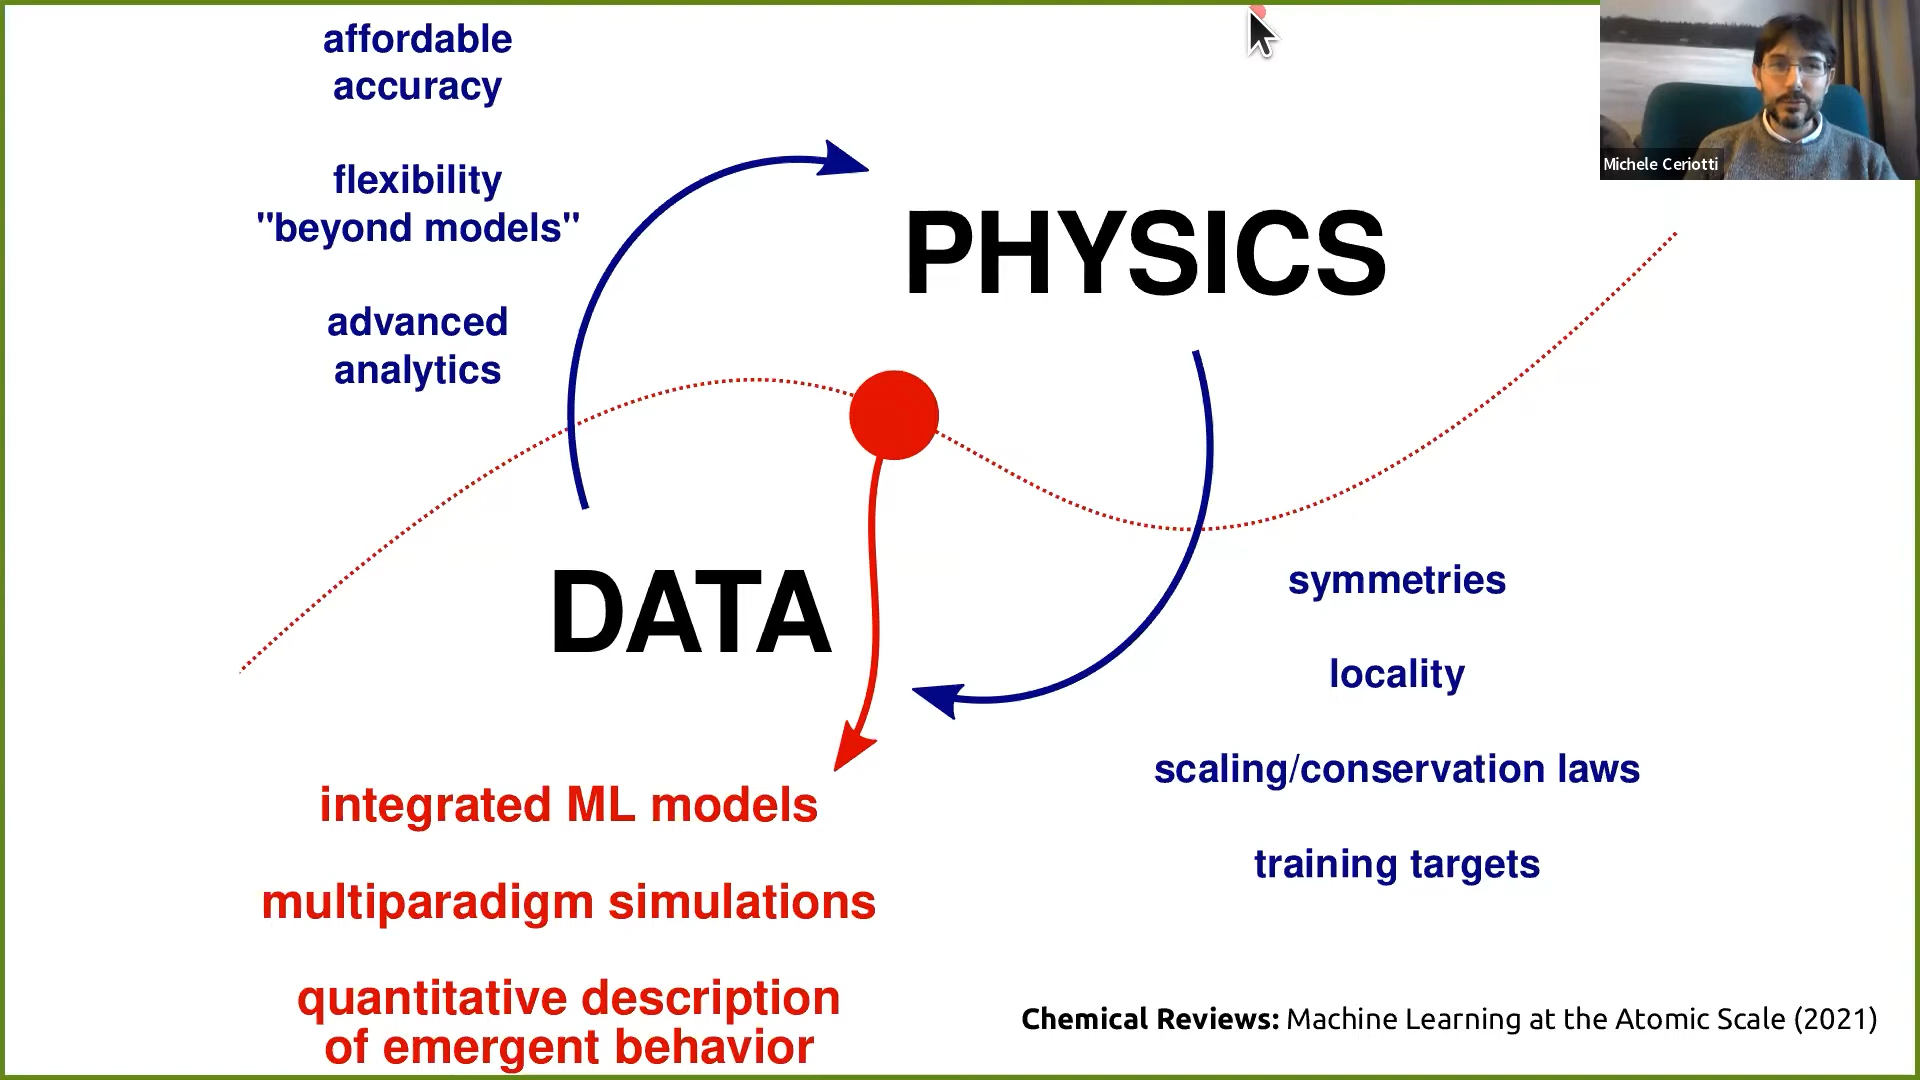 affordable
accuracy
flexibility
"beyond models"
advanced
analytics
Michele Ceriotti
PHYSICS
DATA
symmetries
locality
scaling/conservation laws
training targets
integrated ML models
multiparadigm simulations
quantitative description
of emergent behavior
Chemical Reviews: Machine Learning at the Atomic Scale (2021)